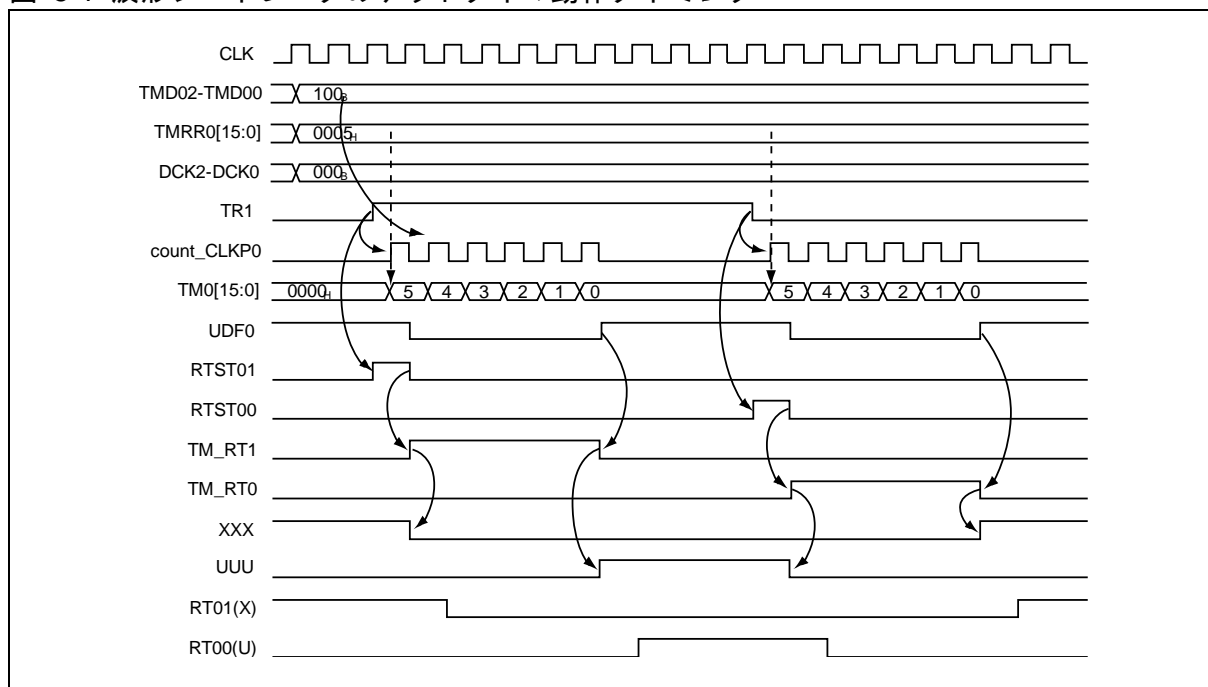 CLK
TMD02-TMD00 100B
TMRR0[15:0] 0005H
DCK2-DCK0 000B
TR1
count_CLKP0
TM0[15:0] 0000H 5 4 3 2 1 0 5 4 3 2 1 0
UDF0
RTST01
RTST00
TM_RT1
TM_RT0
XXX
UUU
RT01(X)
RT00(U)